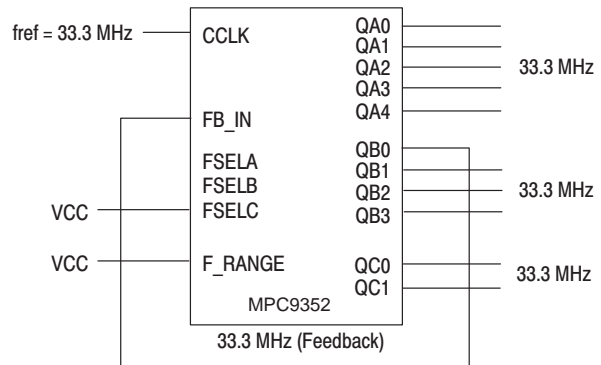 fref = 33.3 MHz
CCLK
QA0
QA1
QA2
QA3
QA4
33.3 MHz
FB_IN
QB0
QB1
QB2
QB3
33.3 MHz
FSELA
FSELB
VCC
FSELC
VCC
F_RANGE
QC0
QC1
33.3 MHz
MPC9352
33.3 MHz (Feedback)